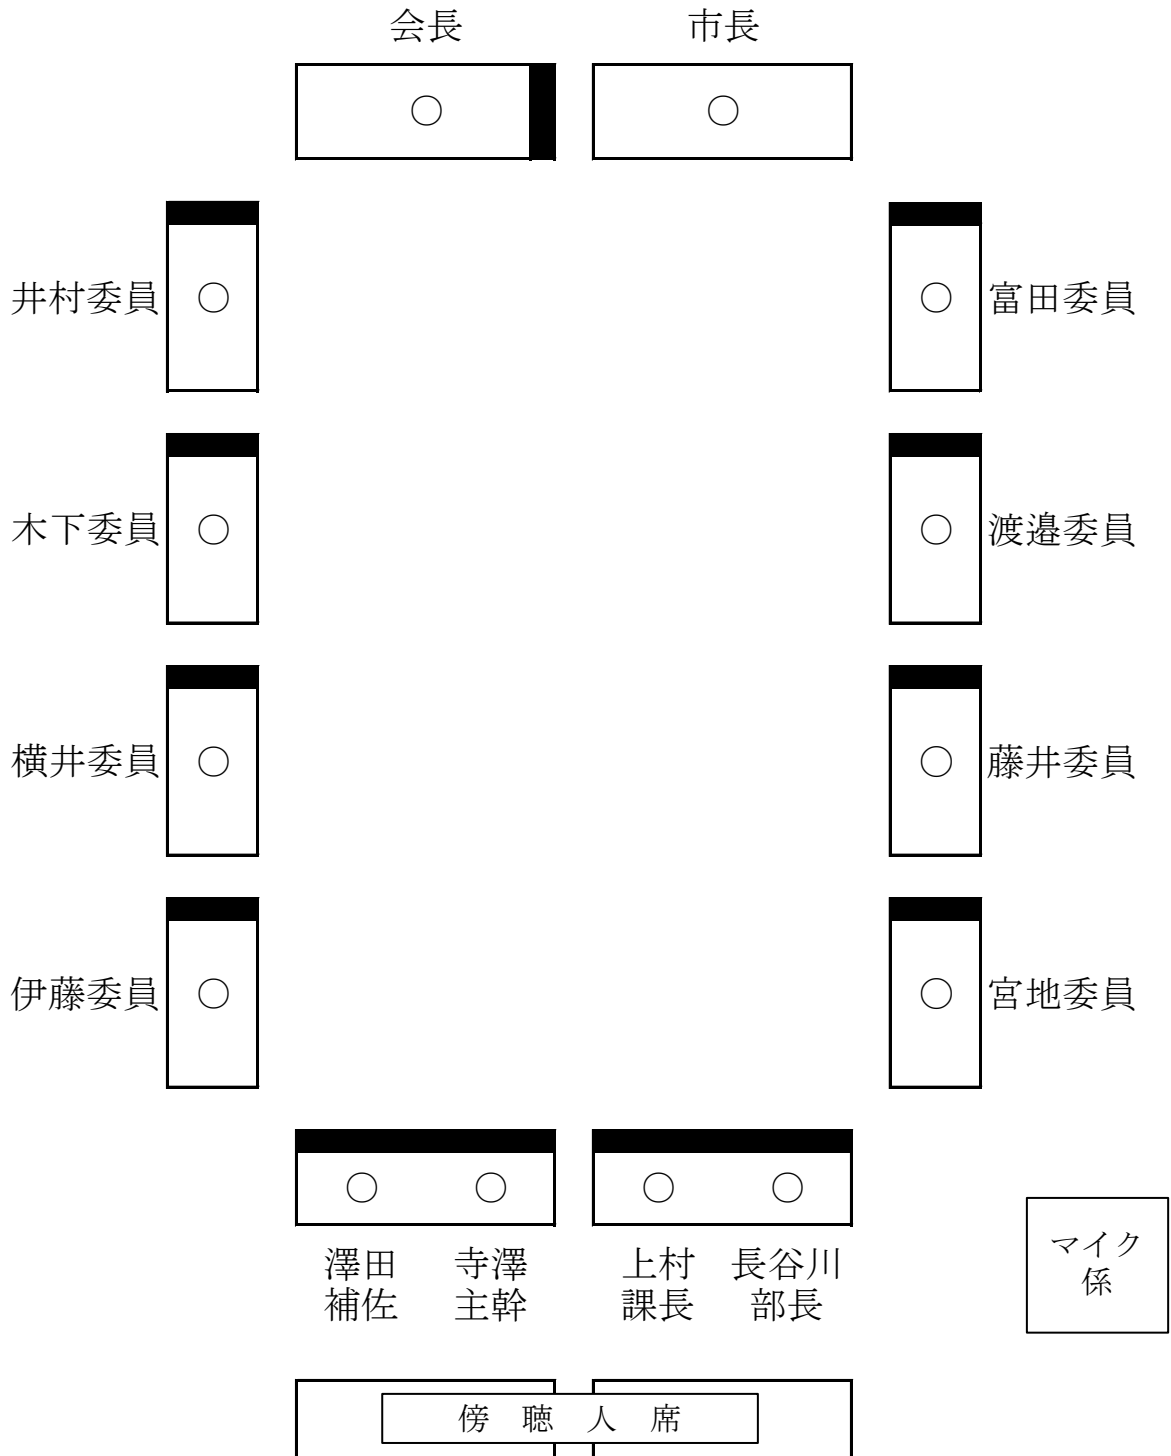 会長
市長
井村委員
富田委員
木下委員
渡邉委員
横井委員
藤井委員
伊藤委員
宮地委員
澤田
補佐
寺澤
主幹
上村
課長
長谷川
部長
マイク
係
傍 聴 人 席